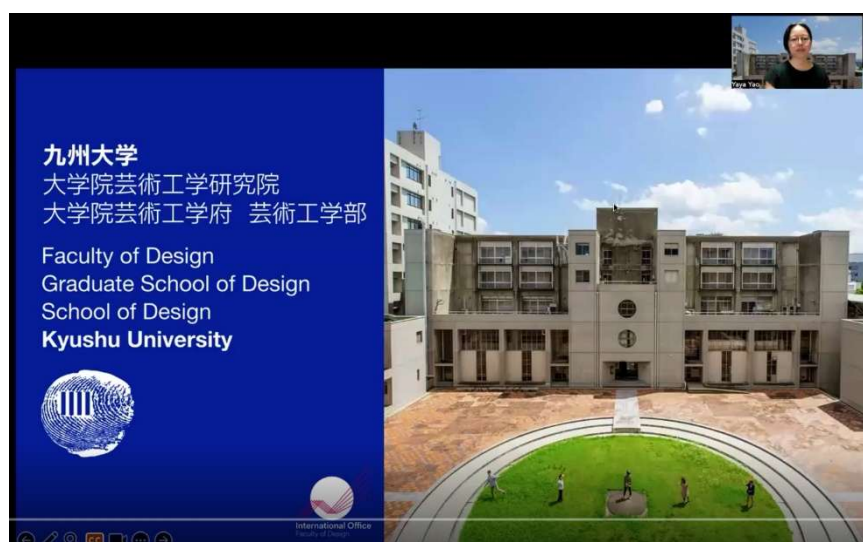 九州大学
大学院芸術工学研究院
大学院芸術工学府 芸術工学部
Faculty of Design
Graduate School of Design
School of Design
Kyushu University
Yaya Yao
International Office
Faculty of Design
CC